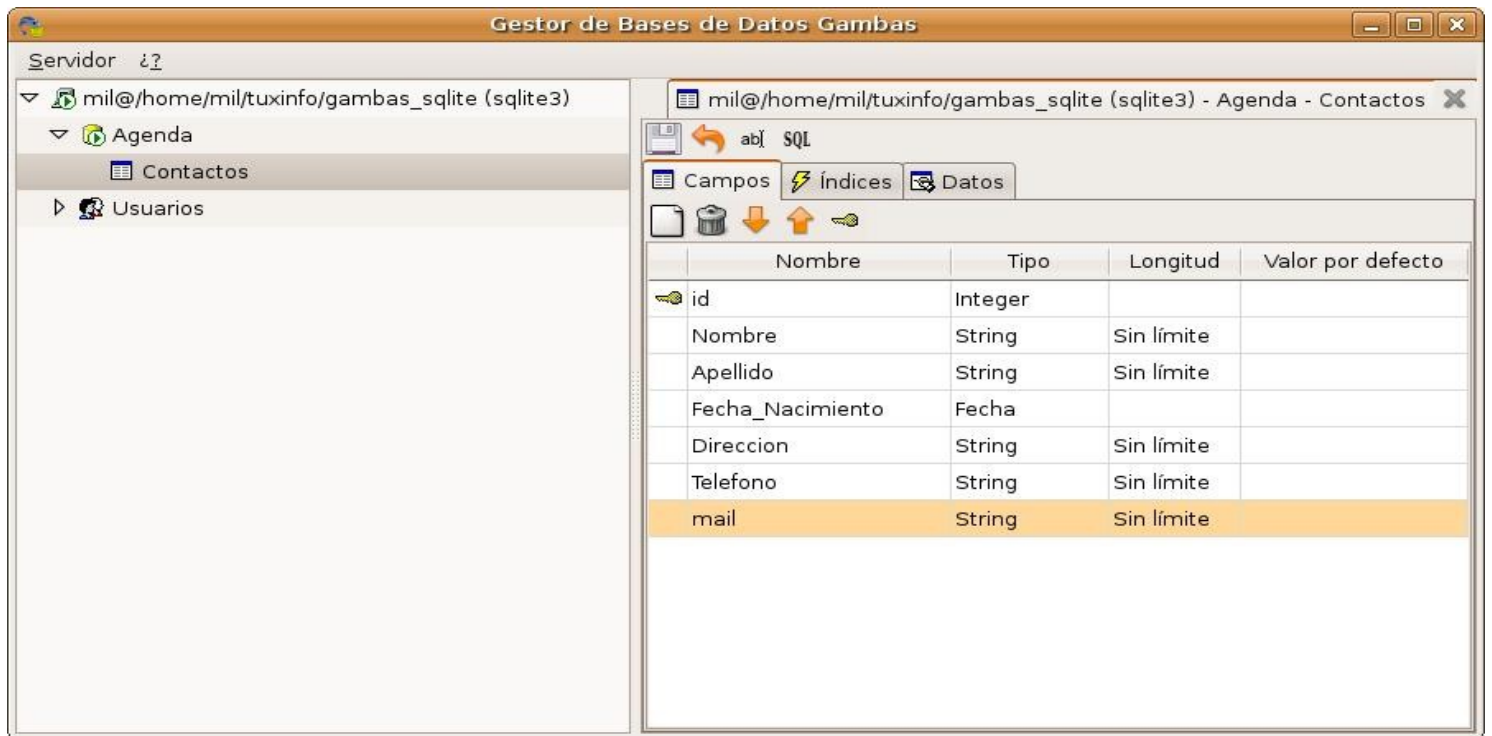 Gestor de Bases de Datos Gambas
Servidor ¿?
mil@/home/mil/tuxinfo/gambas_sqlite (sqlite3)
Agenda
Contactos
Usuarios
mil@/home/mil/tuxinfo/gambas_sqlite (sqlite3) - Agenda - Contactos
ab SQL
Campos Índices Datos
Nombre Tipo Longitud Valor por defecto
id Integer
Nombre String Sin límite
Apellido String Sin límite
Fecha_Nacimiento Fecha
Direccion String Sin límite
Telefono String Sin límite
mail String Sin límite